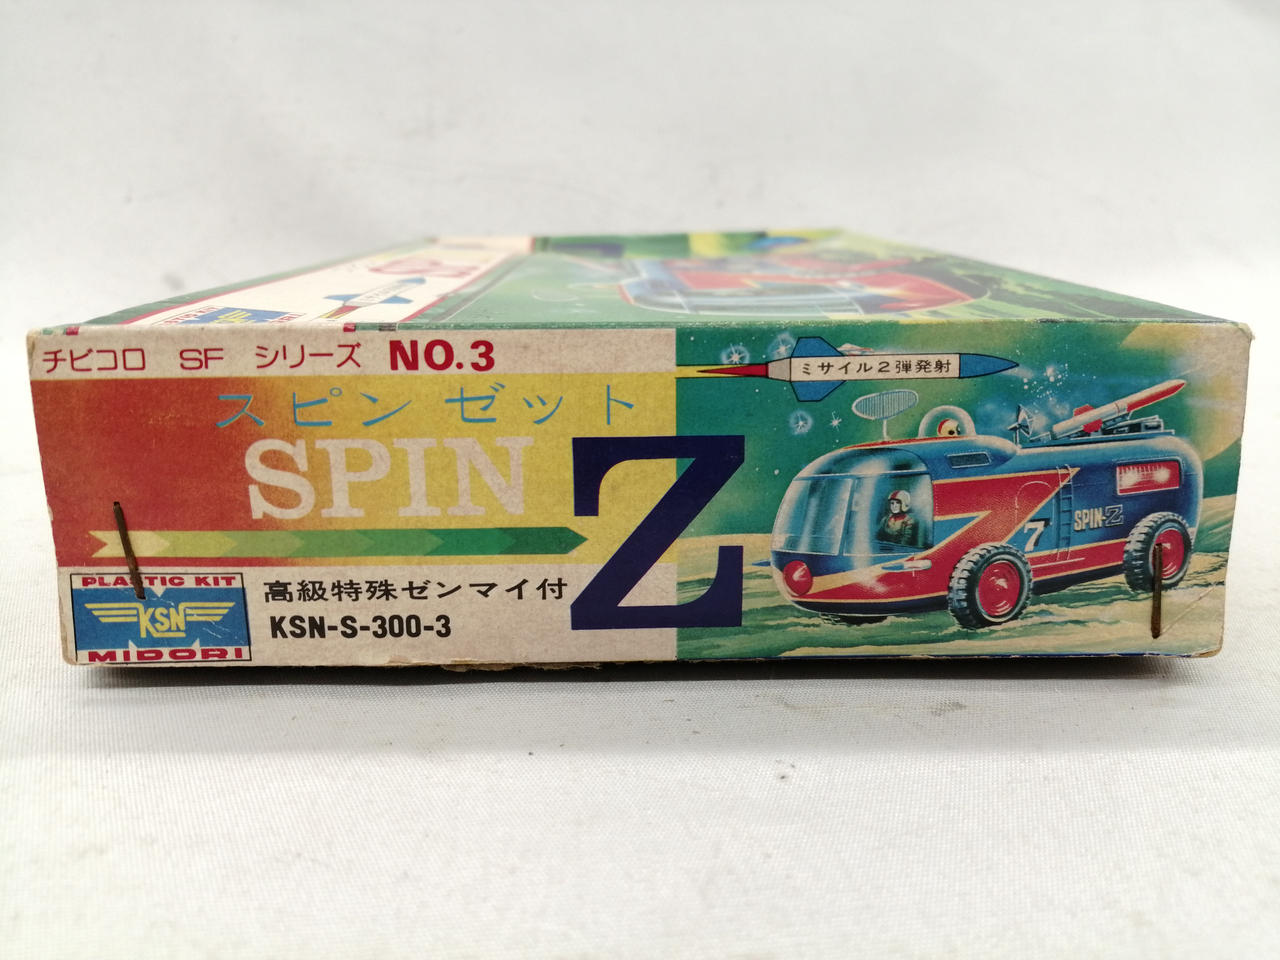 チビコロ SF シリーズ NO.3
ミサイル2弾発射
スピン ゼット
SPIN Z
7
SPIN-Z
PLASTIC KIT
KSN
MIDORI
高級特殊ゼンマイ付
KSN-S-300-3